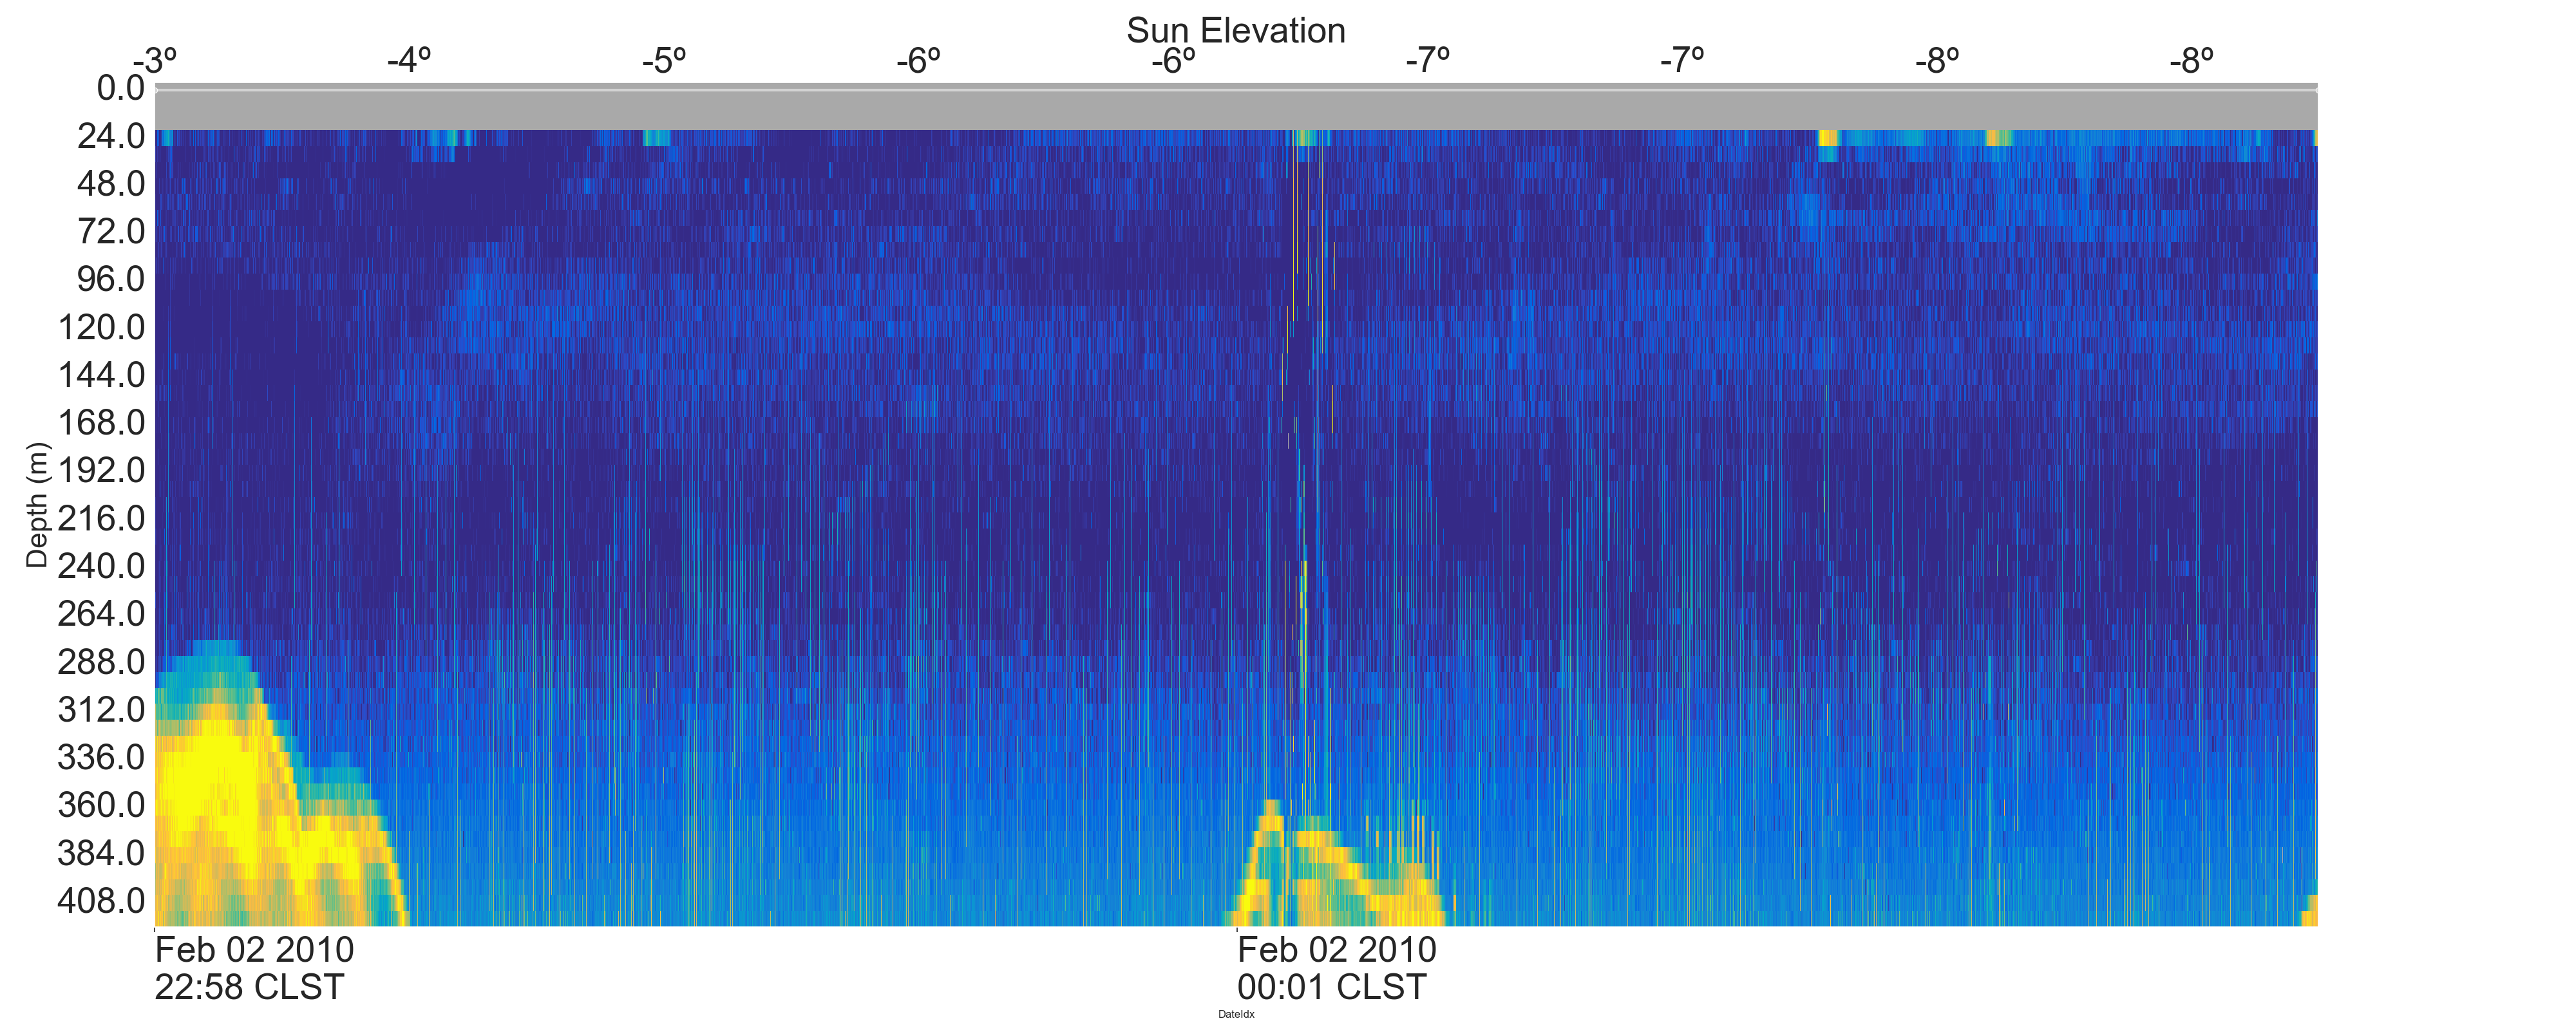 Sun Elevation
-3º -4º -5º -6º -6º -7º -7º -8º -8º
0.0
24.0
48.0
72.0
96.0
120.0
144.0
168.0
192.0
216.0
240.0
264.0
288.0
312.0
336.0
360.0
384.0
408.0
Depth (m)
Feb 02 2010
22:58 CLST
Feb 02 2010
00:01 CLST
DateIdx